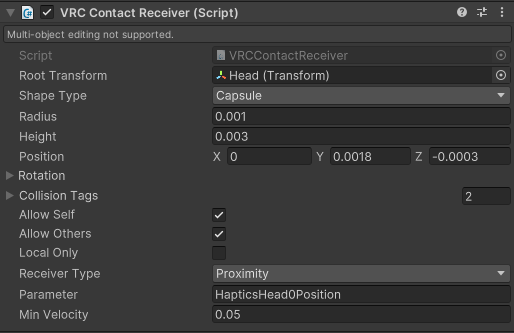 VRC Contact Receiver (Script)
Multi-object editing not supported.
Script VRCContactReceiver
Root Transform Head (Transform)
Shape Type Capsule
Radius 0.001
Height 0.003
Position X 0 Y 0.0018 Z -0.0003
Rotation
Collision Tags 2
Allow Self
Allow Others
Local Only
Receiver Type Proximity
Parameter HapticsHead0Position
Min Velocity 0.05